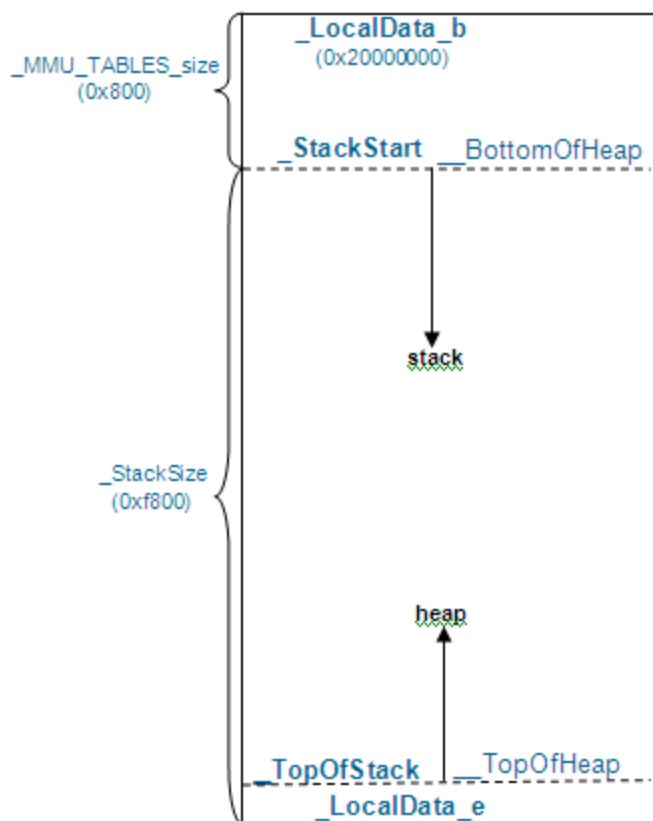 _LocalData_b
(0x20000000)
_MMU_TABLES_size
(0x800)
_StackStart __BottomOfHeap
stack
_StackSize
(0xf800)
heap
_TopOfStack __TopOfHeap
_LocalData_e